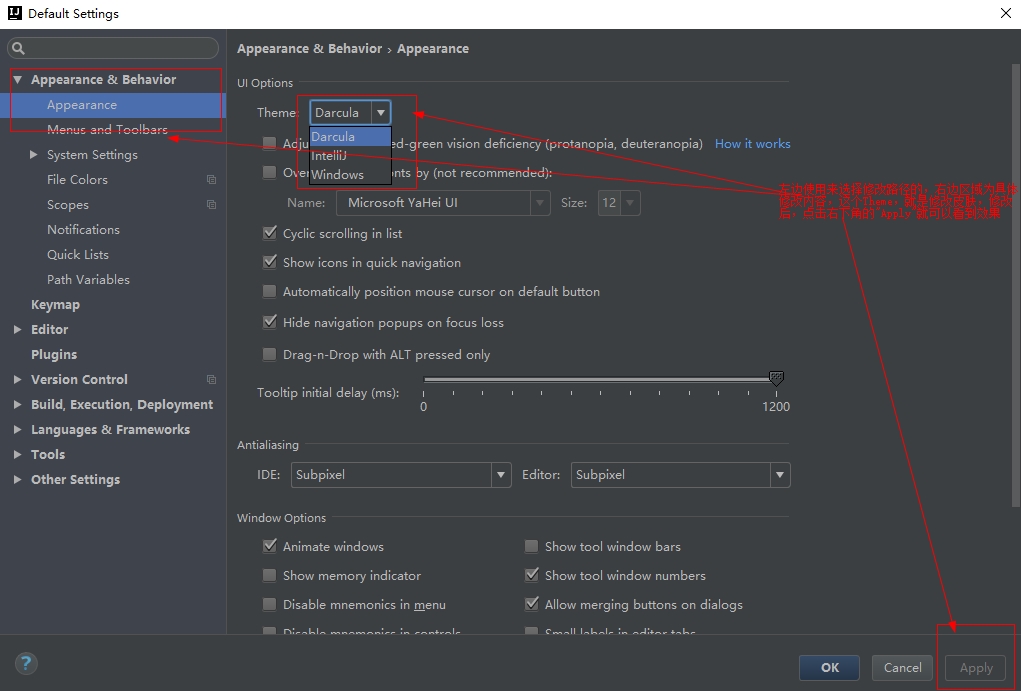 Default Settings
Appearance & Behavior
Appearance
Menus and Toolbars
System Settings
File Colors
Scopes
Notifications
Quick Lists
Path Variables
Keymap
Editor
Plugins
Version Control
Build, Execution, Deployment
Languages & Frameworks
Tools
Other Settings
Appearance & Behavior › Appearance
UI Options
Theme: Darcula
Darcula
IntelliJ
Windows
ed-green vision deficiency (protanopia, deuteranopia) How it works
nts by (not recommended):
Name: Microsoft YaHei UI Size: 12
左边使用来选择修改路径的，右边区域为具体
修改内容，这个Theme，就是修改皮肤，修改
后，点击右下角的"Apply"就可以看到效果
Cyclic scrolling in list
Show icons in quick navigation
Automatically position mouse cursor on default button
Hide navigation popups on focus loss
Drag-n-Drop with ALT pressed only
Tooltip initial delay (ms):
0 1200
Antialiasing
IDE: Subpixel Editor: Subpixel
Window Options
Animate windows Show tool window bars
Show memory indicator Show tool window numbers
Disable mnemonics in menu Allow merging buttons on dialogs
Disable mnemonics in controls Small labels in editor tabs
? OK Cancel Apply